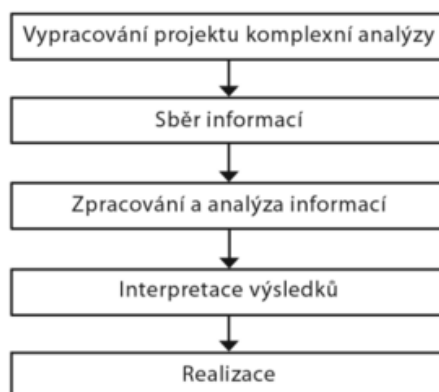 Vypracování projektu komplexní analýzy
Sběr informací
Zpracování a analýza informací
Interpretace výsledků
Realizace